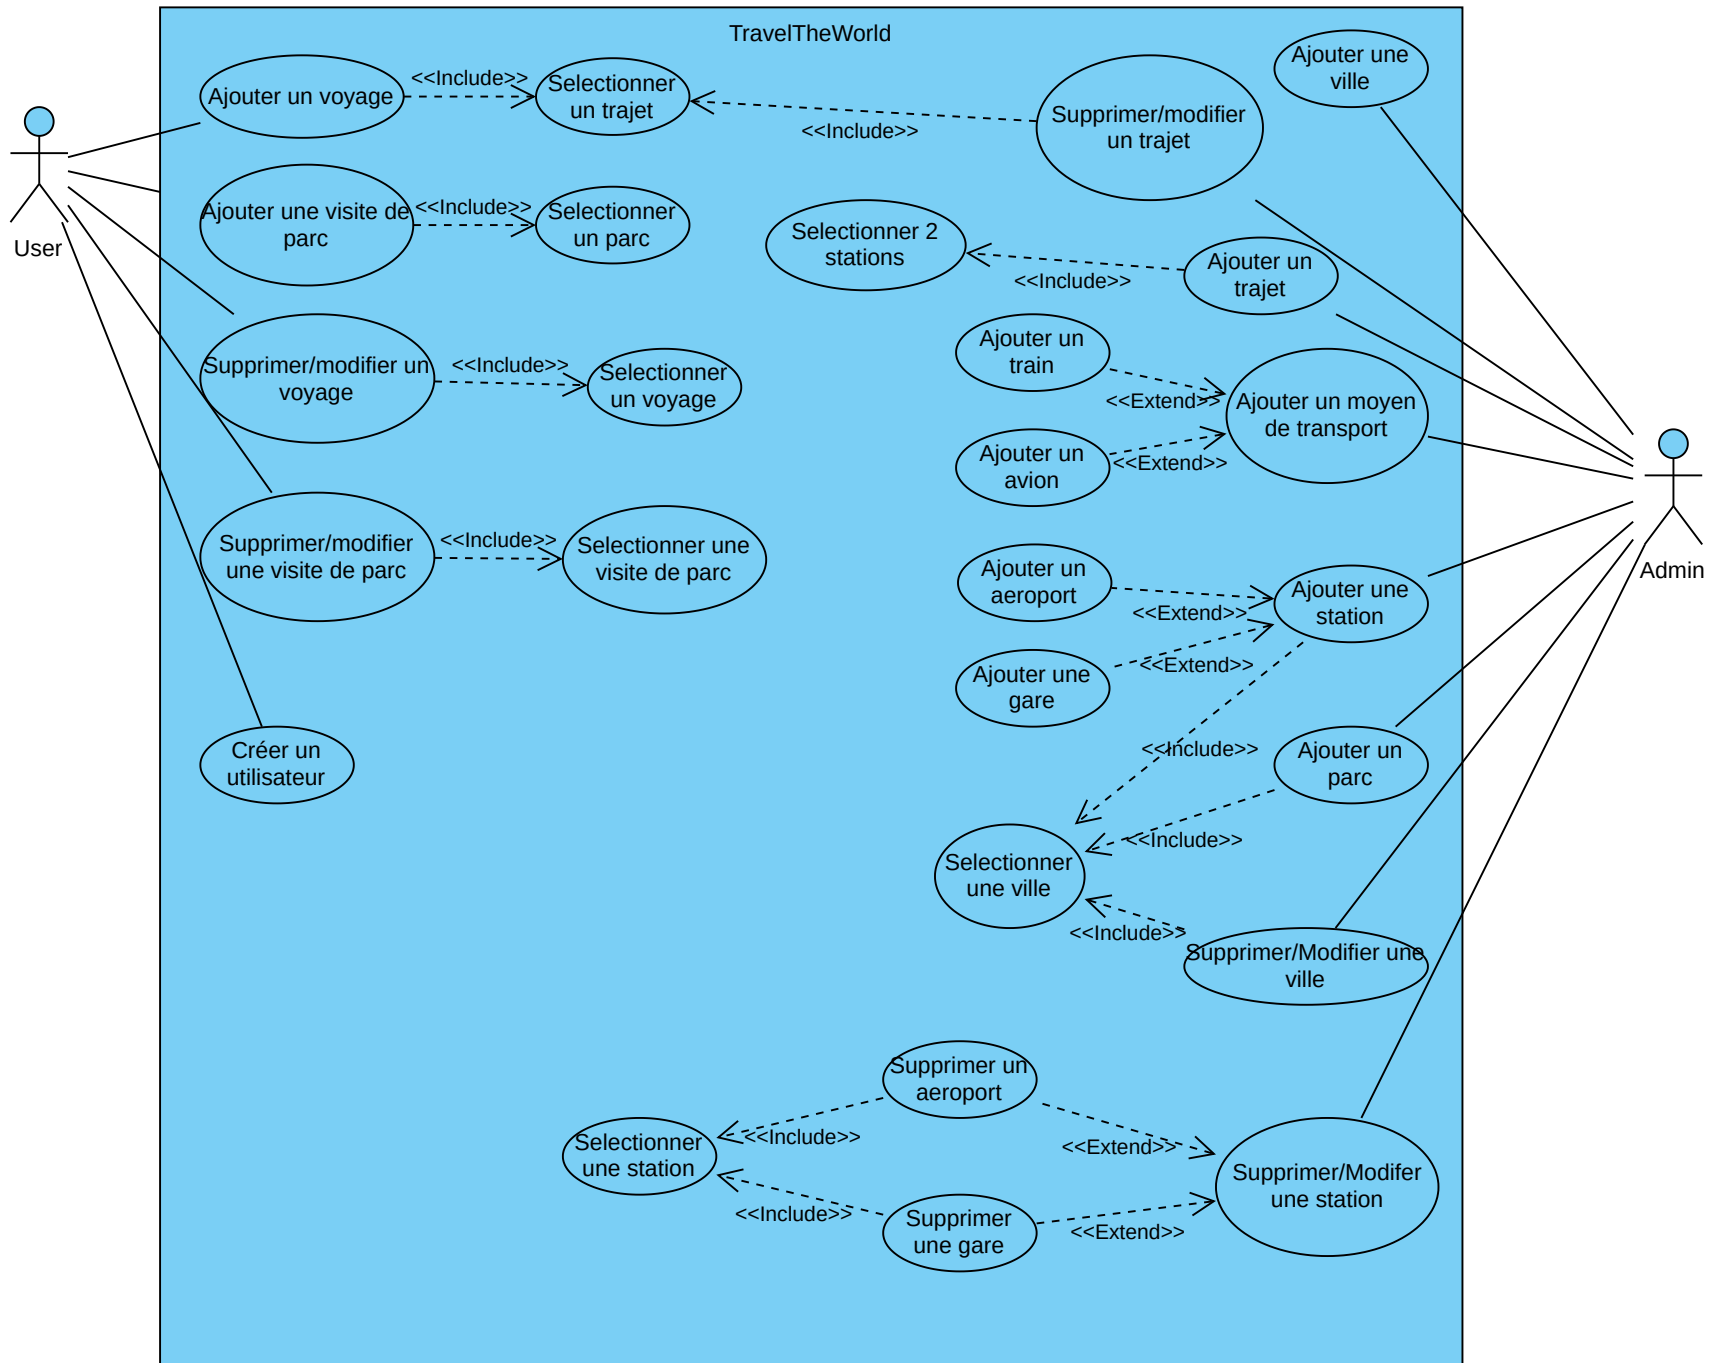 TravelTheWorld
Ajouter un voyage
<<Include>>
Selectionner
un trajet
<<Include>>
Supprimer/modifier
un trajet
Ajouter une
ville
User
Ajouter une visite de
parc
<<Include>>
Selectionner
un parc
Selectionner 2
stations
<<Include>>
Ajouter un
trajet
Supprimer/modifier un
voyage
<<Include>>
Selectionner
un voyage
Ajouter un
train
<<Extend>>
Ajouter un moyen
de transport
Ajouter un
avion
<<Extend>>
Admin
Supprimer/modifier
une visite de parc
<<Include>>
Selectionner une
visite de parc
Ajouter un
aeroport
<<Extend>>
Ajouter une
station
Ajouter une
gare
<<Extend>>
Créer un
utilisateur
<<Include>>
Ajouter un
parc
<<Include>>
Selectionner
une ville
<<Include>>
Supprimer/Modifier une
ville
Supprimer un
aeroport
<<Include>>
<<Extend>>
Selectionner
une station
Supprimer/Modifer
une station
<<Include>>
Supprimer
une gare
<<Extend>>